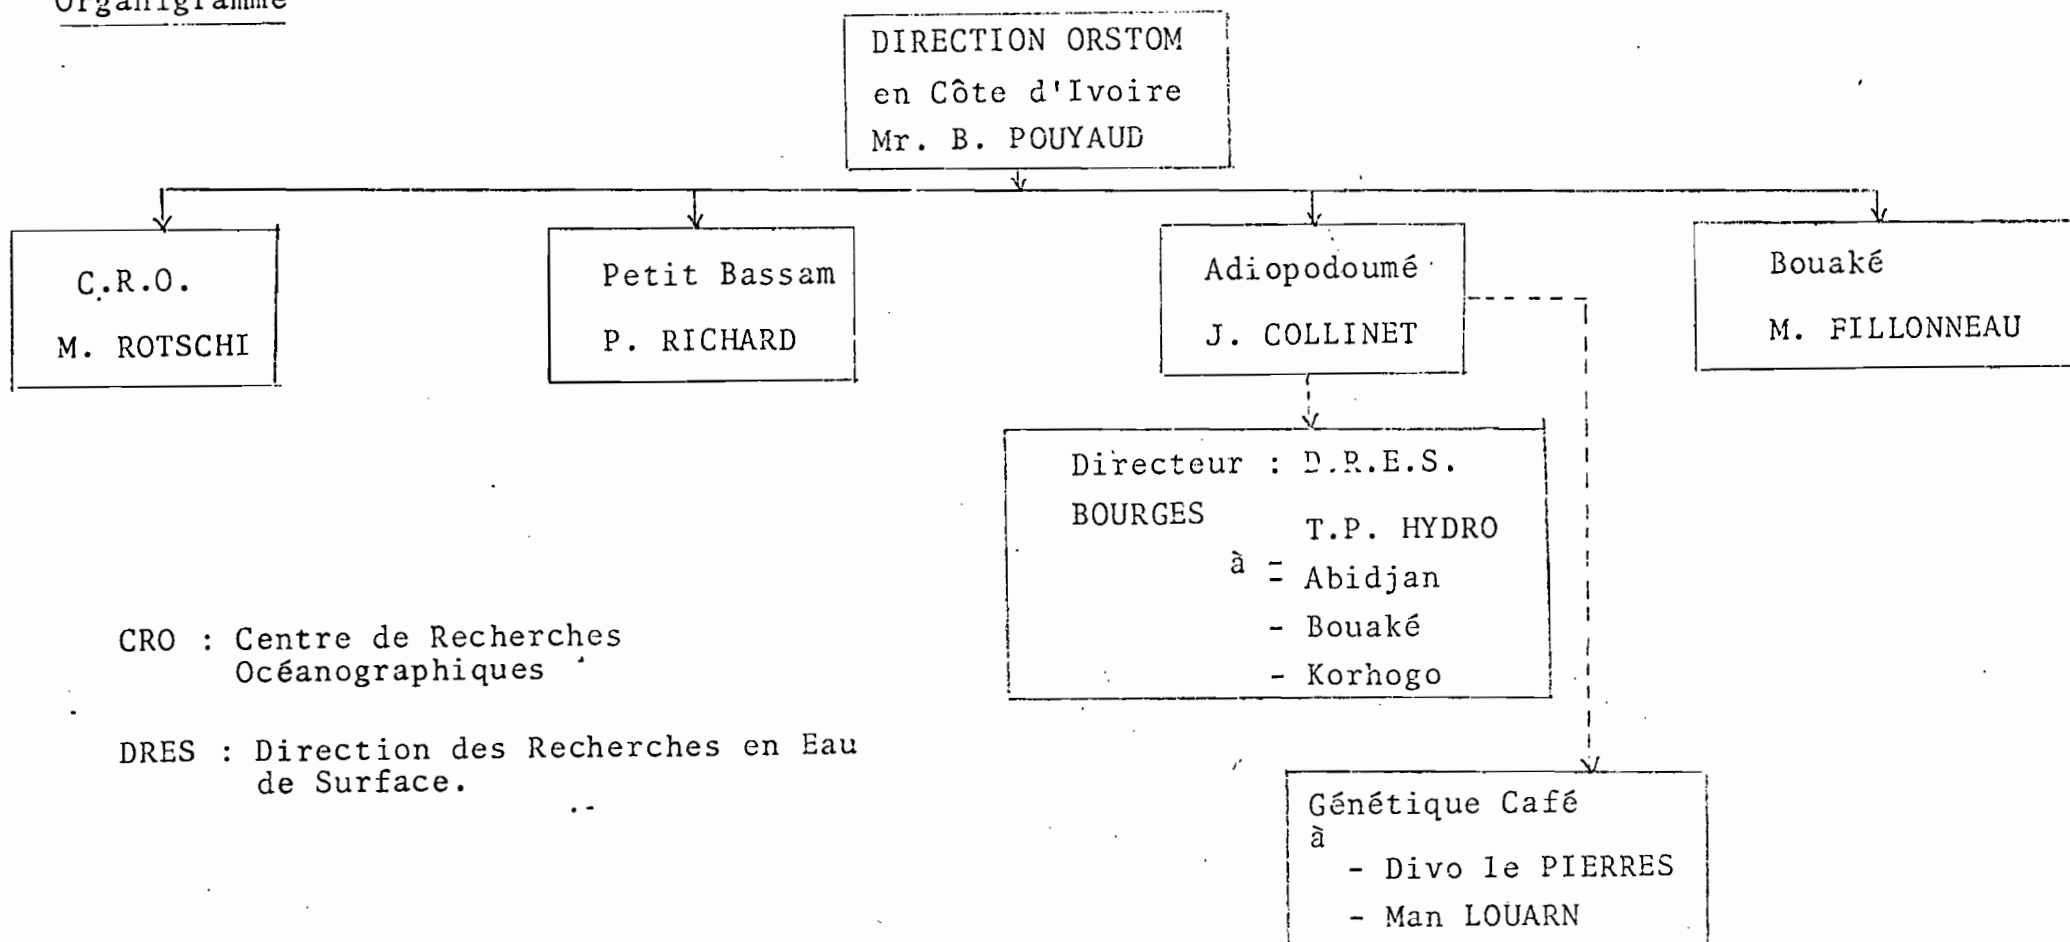 Organigramme
DIRECTION ORSTOM
en Côte d'Ivoire
Mr. B. POUYAUD
C.R.O.
M. ROTSCHI
Petit Bassam
P. RICHARD
Adiopodoumé
J. COLLINET
Bouaké
M. FILLONNEAU
Directeur : D.R.E.S.
BOURGES
T.P. HYDRO
à -
- Abidjan
- Bouaké
- Korhogo
CRO : Centre de Recherches
Océanographiques
DRES : Direction des Recherches en Eau
de Surface.
Génétique Café
à
- Divo le PIERRES
- Man LOUARN